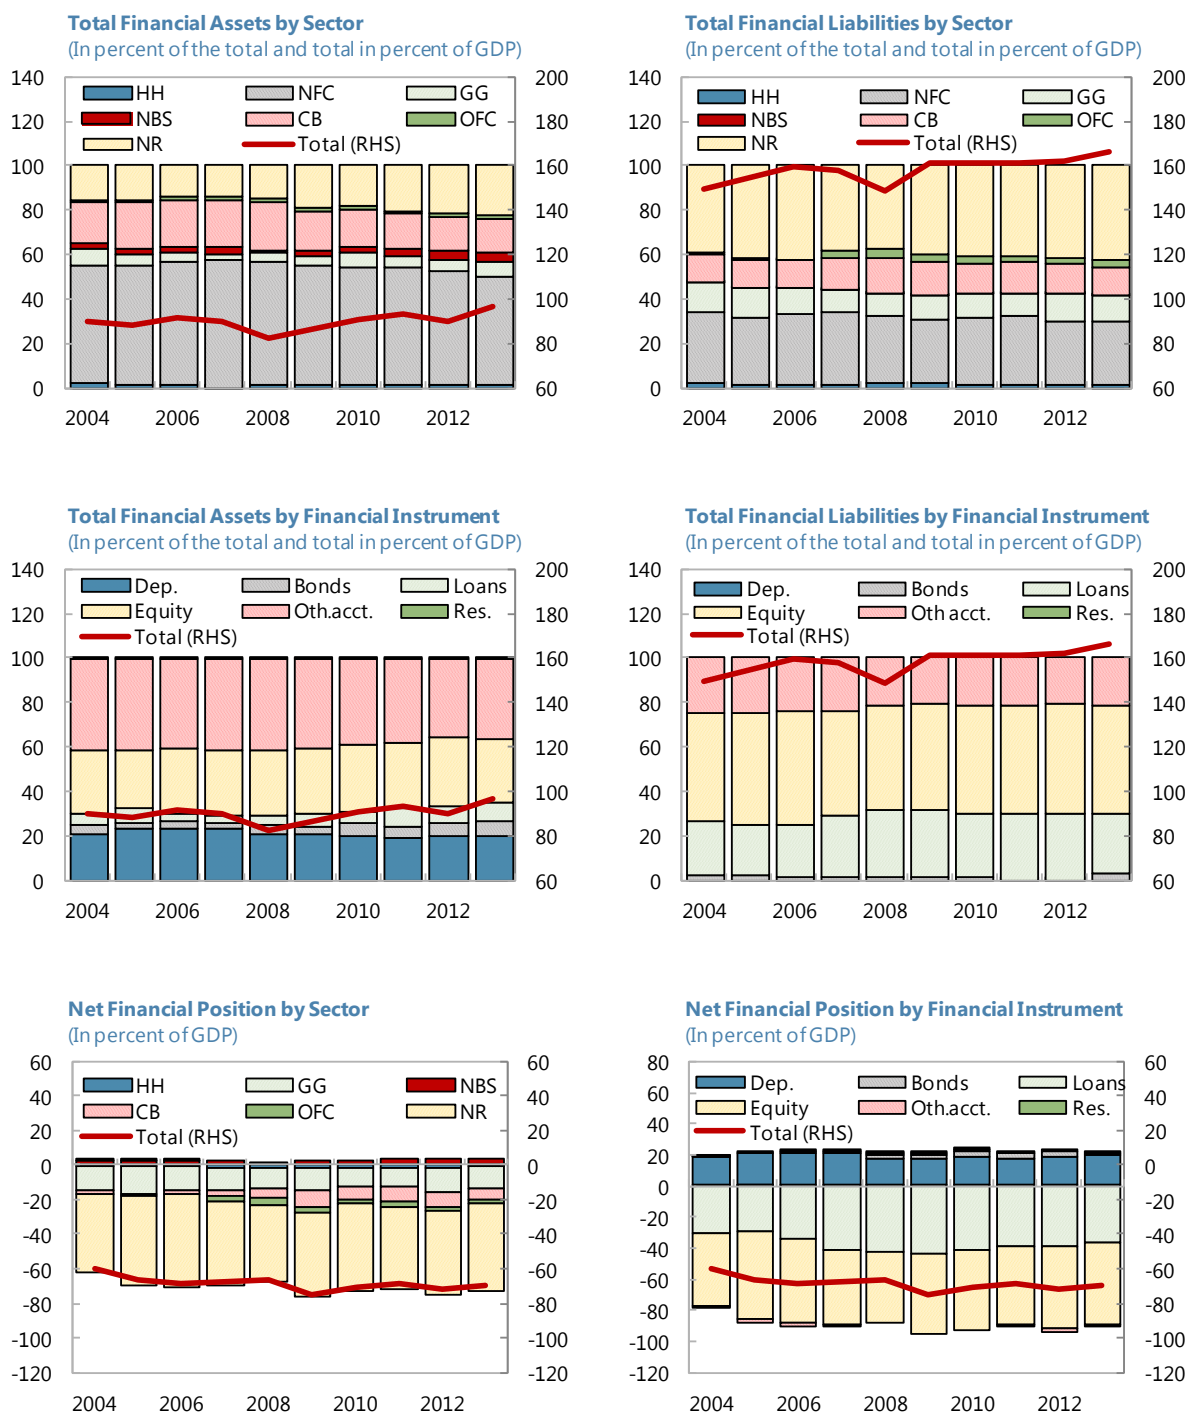 Total Financial Assets by Sector
(In percent of the total and total in percent of GDP)
140 200
HH NFC GG
120 180
NBS CB OFC
NR Total (RHS)
100 160
80 140
60 120
40 100
20 80
0 60
2004 2006 2008 2010 2012
Total Financial Liabilities by Sector
(In percent of the total and total in percent of GDP)
140 200
HH NFC GG
120 180
NBS CB OFC
NR Total (RHS)
100 160
80 140
60 120
40 100
20 80
0 60
2004 2006 2008 2010 2012
Total Financial Assets by Financial Instrument
(In percent of the total and total in percent of GDP)
140 200
Dep. Bonds Loans
120 180
Equity Oth.acct. Res.
Total (RHS)
100 160
80 140
60 120
40 100
20 80
0 60
2004 2006 2008 2010 2012
Total Financial Liabilities by Financial Instrument
(In percent of the total and total in percent of GDP)
140 200
Dep. Bonds Loans
120 180
Equity Oth acct. Res.
Total (RHS)
100 160
80 140
60 120
40 100
20 80
0 60
2004 2006 2008 2010 2012
Net Financial Position by Sector
(In percent of GDP)
60 60
HH GG NBS
40 40
CB OFC NR
20 20
Total (RHS)
0 0
-20 -20
-40 -40
-60 -60
-80 -80
-100 -100
-120 -120
2004 2006 2008 2010 2012
Net Financial Position by Financial Instrument
(In percent of GDP)
80 60
Dep. Bonds Loans
60 40
Equity Oth.acct. Res.
40 20
Total (RHS)
20 0
0 -20
-20 -40
-40 -60
-60 -80
-80 -100
-100 -120
-120
2004 2006 2008 2010 2012